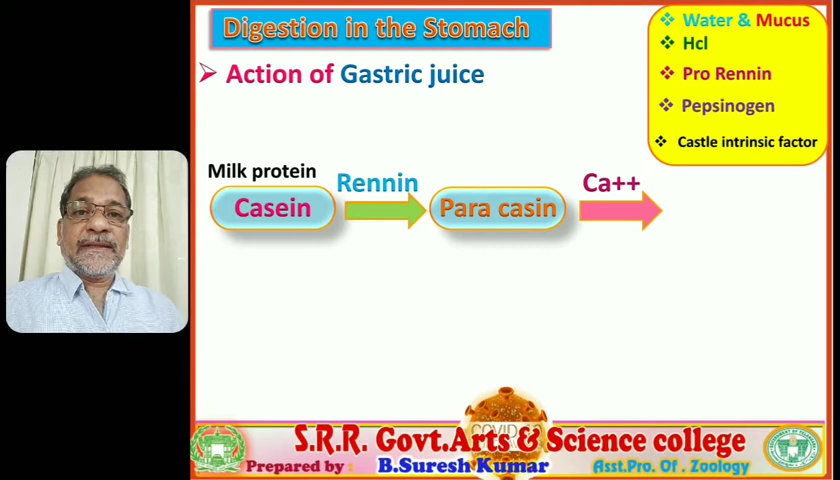 Digestion in the Stomach
Action of Gastric juice
Water & Mucus
Hcl
Pro Rennin
Pepsinogen
Castle intrinsic factor
Milk protein
Casein
Rennin
Para casin
Ca++
COVID
S.R.R. Govt.Arts & Science college
Prepared by : B.Suresh Kumar Asst.Pro. Of . Zoology